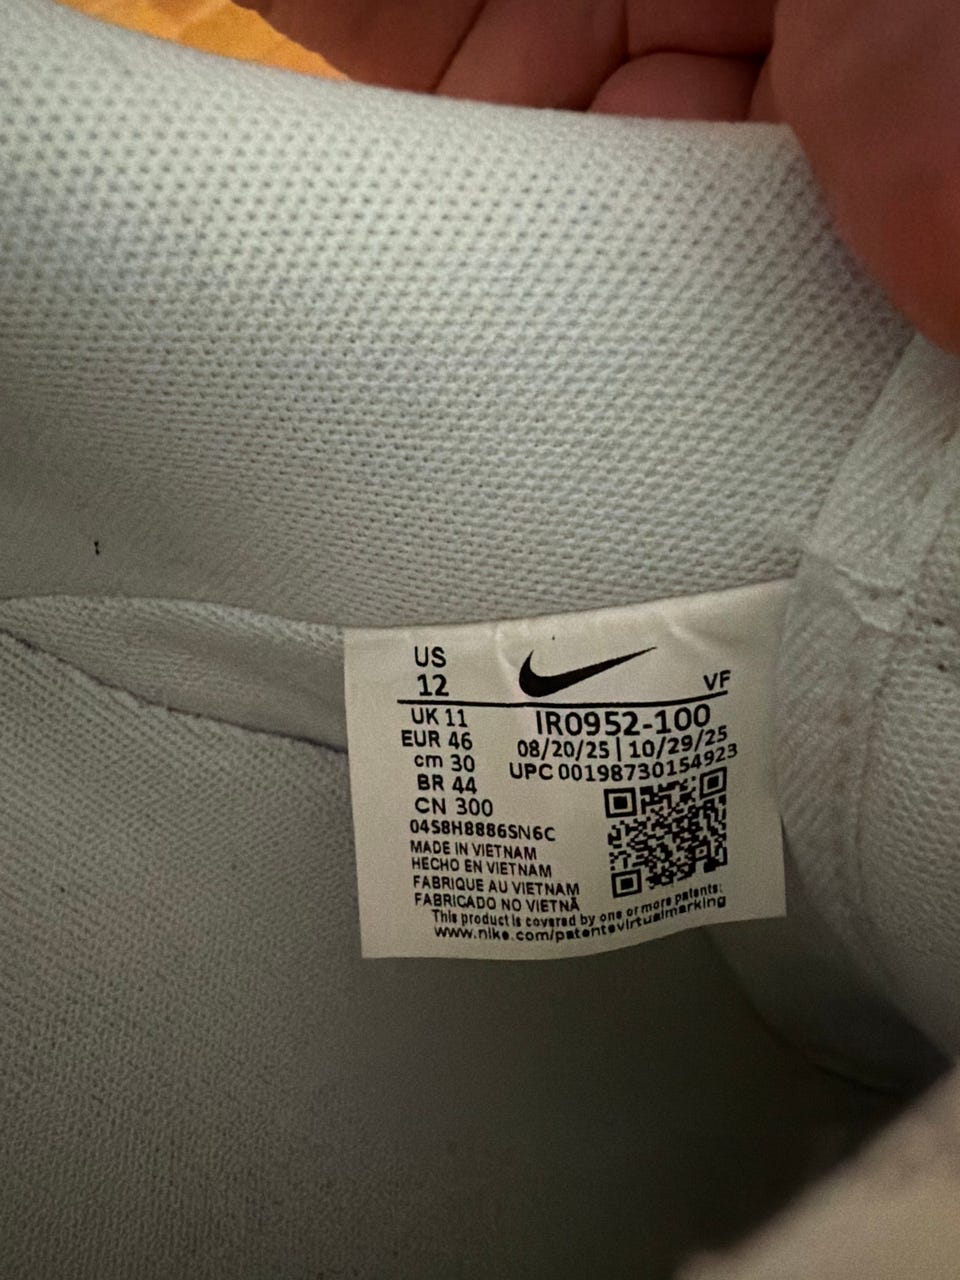 US
12
VF
UK 11
IR0952-100
EUR 46
08/20/25 | 10/29/25
cm 30
UPC 00198730154923
BR 44
CN 300
04S8H8886SN6C
MADE IN VIETNAM
HECHO EN VIETNAM
FABRIQUE AU VIETNAM
FABRICADO NO VIETNÃ
This product is covered by one or more patents:
www.nike.com/patentsvirtualmarking